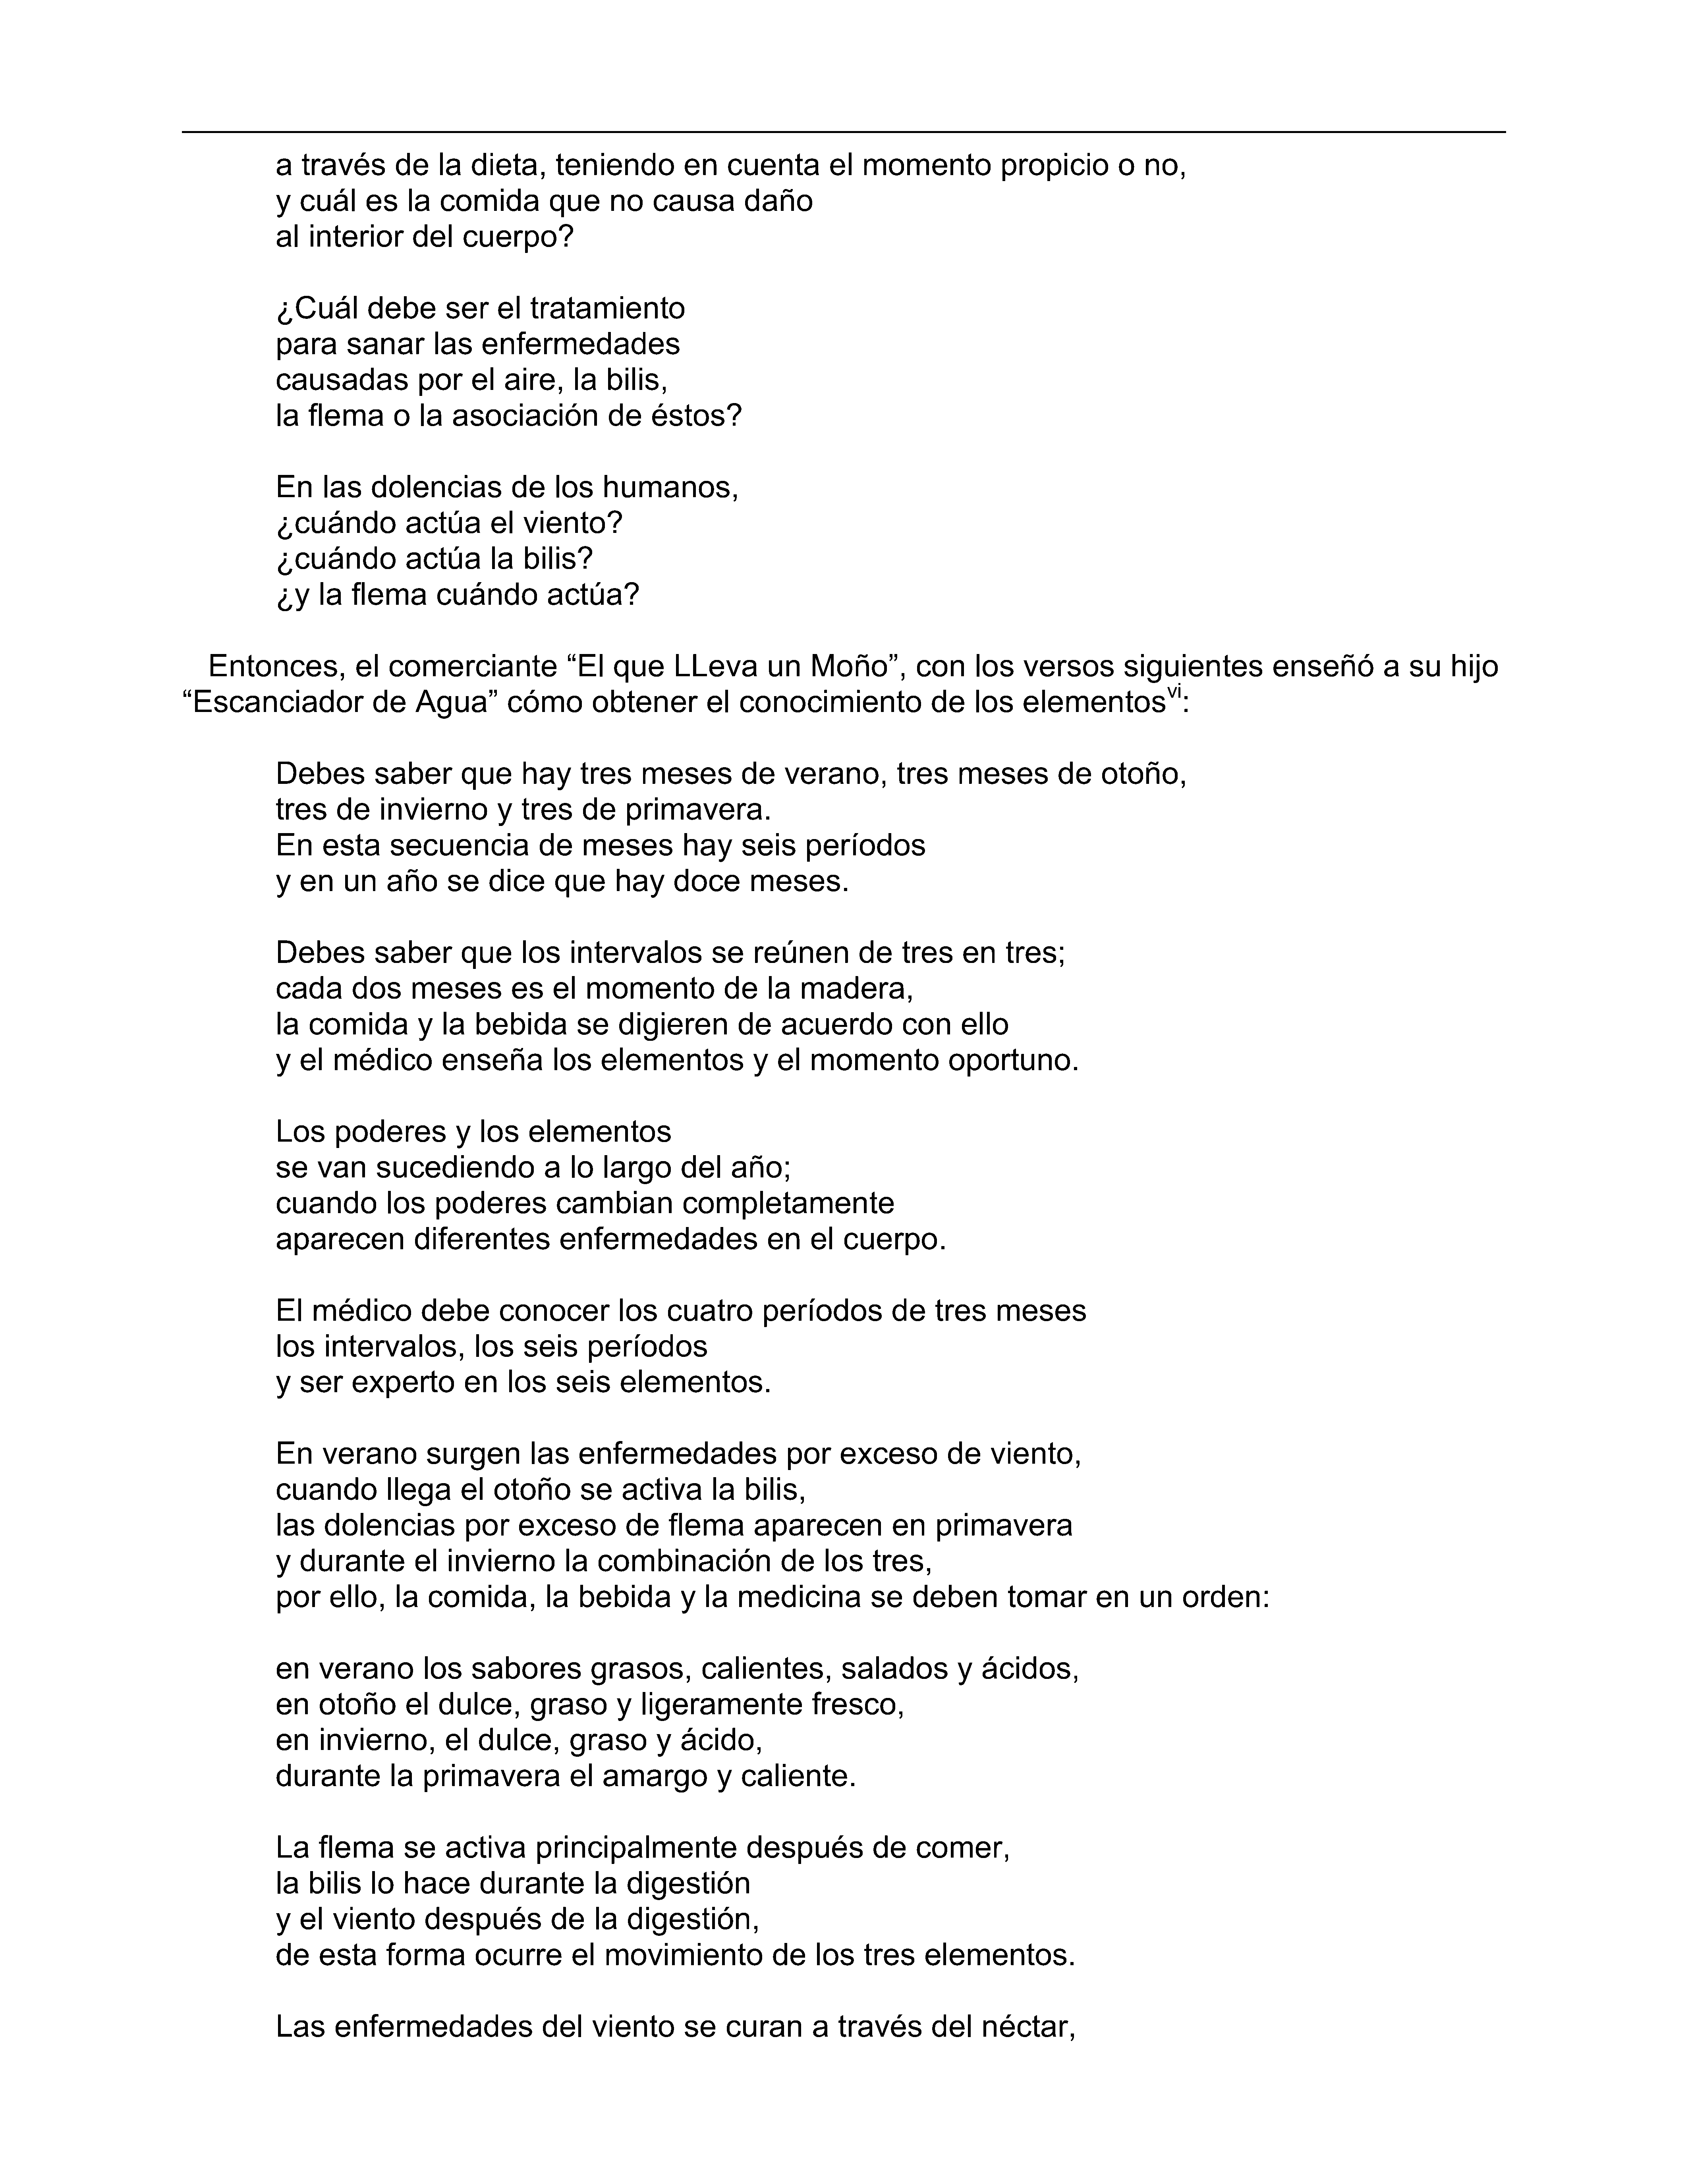 a través de la dieta, teniendo en cuenta el momento propicio o no,
y cuál es la comida que no causa daño
al interior del cuerpo?
¿Cuál debe ser el tratamiento
para sanar las enfermedades
causadas por el aire, la bilis,
la flema o la asociación de éstos?
En las dolencias de los humanos,
¿cuándo actúa el viento?
¿cuándo actúa la bilis?
¿y la flema cuándo actúa?
Entonces, el comerciante “El que LLeva un Moño”, con los versos siguientes enseñó a su hijo
“Escanciador de Agua” cómo obtener el conocimiento de los elementosvi:
Debes saber que hay tres meses de verano, tres meses de otoño,
tres de invierno y tres de primavera.
En esta secuencia de meses hay seis períodos
y en un año se dice que hay doce meses.
Debes saber que los intervalos se reúnen de tres en tres;
cada dos meses es el momento de la madera,
la comida y la bebida se digieren de acuerdo con ello
y el médico enseña los elementos y el momento oportuno.
Los poderes y los elementos
se van sucediendo a lo largo del año;
cuando los poderes cambian completamente
aparecen diferentes enfermedades en el cuerpo.
El médico debe conocer los cuatro períodos de tres meses
los intervalos, los seis períodos
y ser experto en los seis elementos.
En verano surgen las enfermedades por exceso de viento,
cuando llega el otoño se activa la bilis,
las dolencias por exceso de flema aparecen en primavera
y durante el invierno la combinación de los tres,
por ello, la comida, la bebida y la medicina se deben tomar en un orden:
en verano los sabores grasos, calientes, salados y ácidos,
en otoño el dulce, graso y ligeramente fresco,
en invierno, el dulce, graso y ácido,
durante la primavera el amargo y caliente.
La flema se activa principalmente después de comer,
la bilis lo hace durante la digestión
y el viento después de la digestión,
de esta forma ocurre el movimiento de los tres elementos.
Las enfermedades del viento se curan a través del néctar,